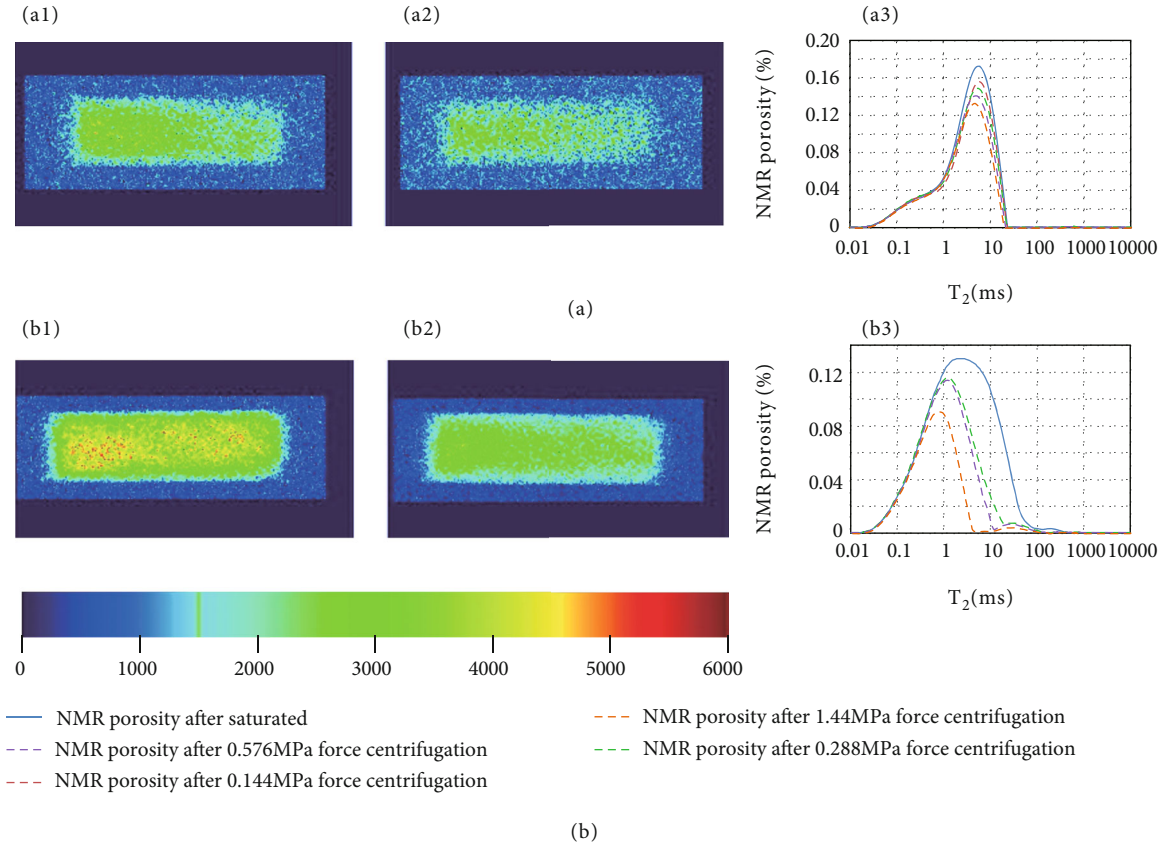 (a1)
(a2)
(a3)
NMR porosity (%)
0.20
0.16
0.12
0.08
0.04
0
0.01 0.1 1 10 100 1000 10000
T2(ms)
(a)
(b1)
(b2)
(b3)
NMR porosity (%)
0.12
0.08
0.04
0
0.01 0.1 1 10 100 1000 10000
T2(ms)
0 1000 2000 3000 4000 5000 6000
NMR porosity after saturated
NMR porosity after 0.576MPa force centrifugation
NMR porosity after 0.144MPa force centrifugation
NMR porosity after 1.44MPa force centrifugation
NMR porosity after 0.288MPa force centrifugation
(b)